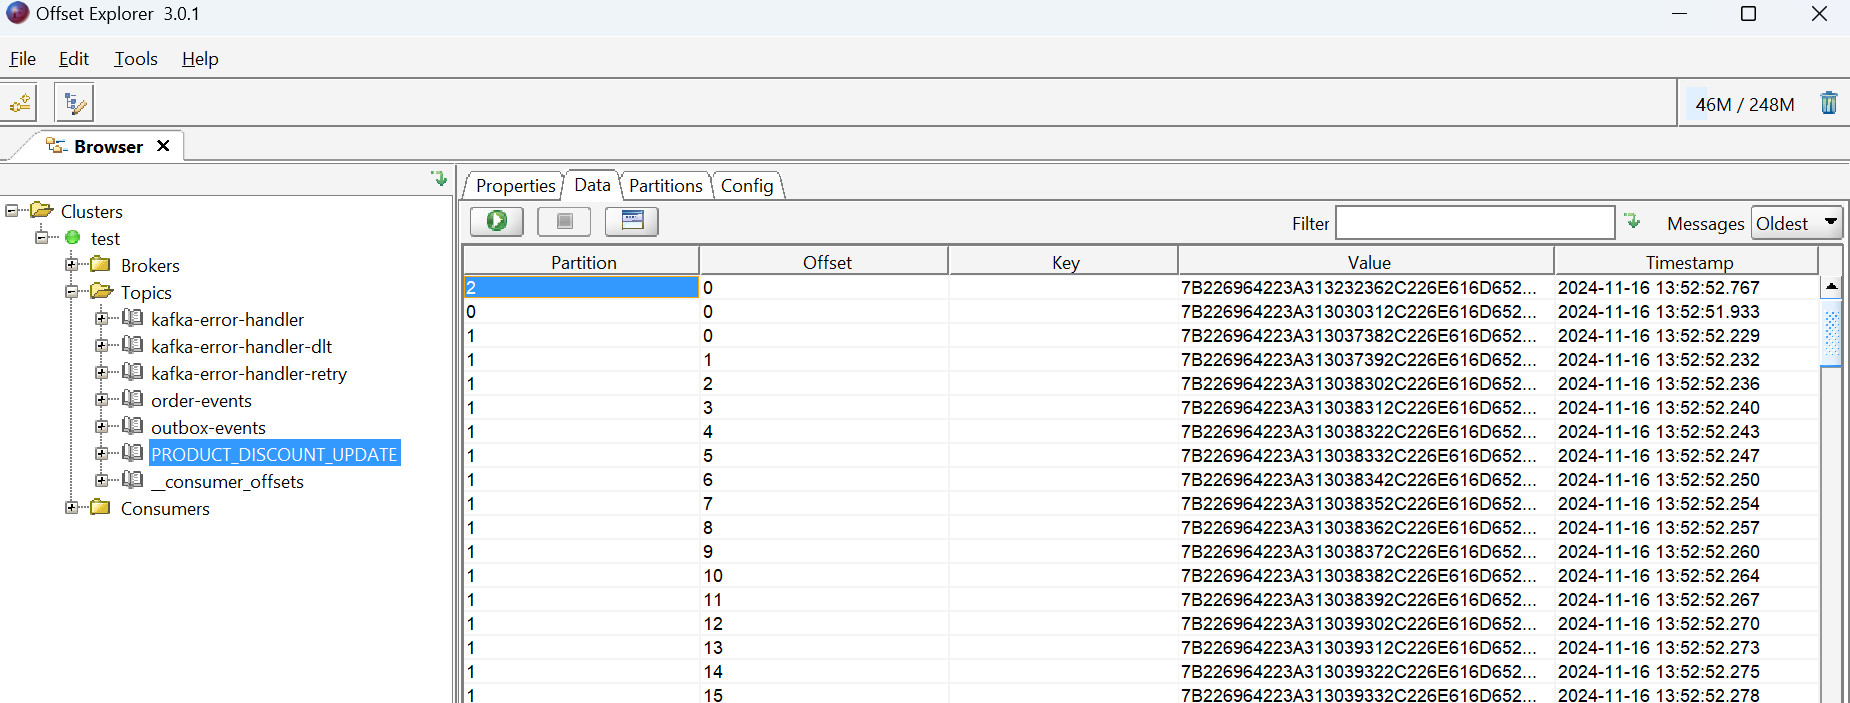 Offset Explorer 3.0.1
File Edit Tools Help
46M / 248M
Browser
Clusters
test
Brokers
Topics
kafka-error-handler
kafka-error-handler-dlt
kafka-error-handler-retry
order-events
outbox-events
PRODUCT_DISCOUNT_UPDATE
__consumer_offsets
Consumers
Properties Data Partitions Config
Filter Messages Oldest
Partition Offset Key Value Timestamp
2 0 7B226964223A313232362C226E616D652... 2024-11-16 13:52:52.767
0 0 7B226964223A313030312C226E616D652... 2024-11-16 13:52:51.933
1 0 7B226964223A313037382C226E616D652... 2024-11-16 13:52:52.229
1 1 7B226964223A313037392C226E616D652... 2024-11-16 13:52:52.232
1 2 7B226964223A313038302C226E616D652... 2024-11-16 13:52:52.236
1 3 7B226964223A313038312C226E616D652... 2024-11-16 13:52:52.240
1 4 7B226964223A313038322C226E616D652... 2024-11-16 13:52:52.243
1 5 7B226964223A313038332C226E616D652... 2024-11-16 13:52:52.247
1 6 7B226964223A313038342C226E616D652... 2024-11-16 13:52:52.250
1 7 7B226964223A313038352C226E616D652... 2024-11-16 13:52:52.254
1 8 7B226964223A313038362C226E616D652... 2024-11-16 13:52:52.257
1 9 7B226964223A313038372C226E616D652... 2024-11-16 13:52:52.260
1 10 7B226964223A313038382C226E616D652... 2024-11-16 13:52:52.264
1 11 7B226964223A313038392C226E616D652... 2024-11-16 13:52:52.267
1 12 7B226964223A313039302C226E616D652... 2024-11-16 13:52:52.270
1 13 7B226964223A313039312C226E616D652... 2024-11-16 13:52:52.273
1 14 7B226964223A313039322C226E616D652... 2024-11-16 13:52:52.275
1 15 7B226964223A313039332C226E616D652... 2024-11-16 13:52:52.278